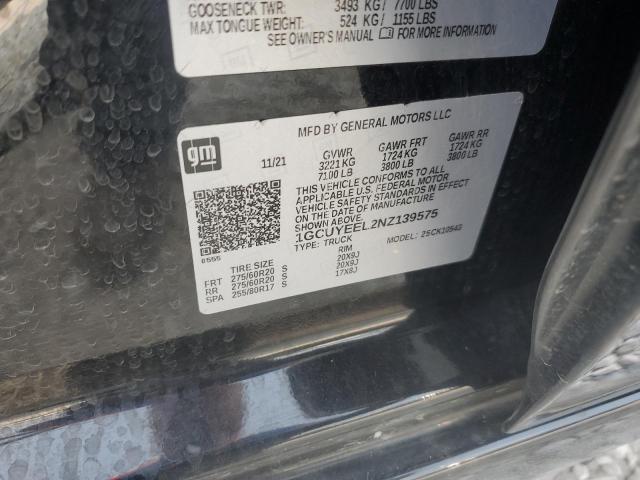 GOOSENECK TWR: 3493 KG/ 7700 LBS
MAX TONGUE WEIGHT: 524 KG / 1155 LBS
SEE OWNER'S MANUAL FOR MORE INFORMATION
gm
MFD BY GENERAL MOTORS LLC
11/21
GVWR GAWR FRT GAWR RR
3221 KG 1724 KG 1724 KG
7100 LB 3800 LB 3800 LB
THIS VEHICLE CONFORMS TO ALL
APPLICABLE U.S. FEDERAL MOTOR
VEHICLE SAFETY STANDARDS IN EFFECT
ON THE DATE OF MANUFACTURE
SHOWN ABOVE.
1GCUYEEL2NZ139575
TYPE: TRUCK MODEL: 2SCK10543
TIRE SIZE RIM
FRT 275/60R20 S 20X9J
RR 275/60R20 S 20X9J
SPA 255/80R17 S 17X8J